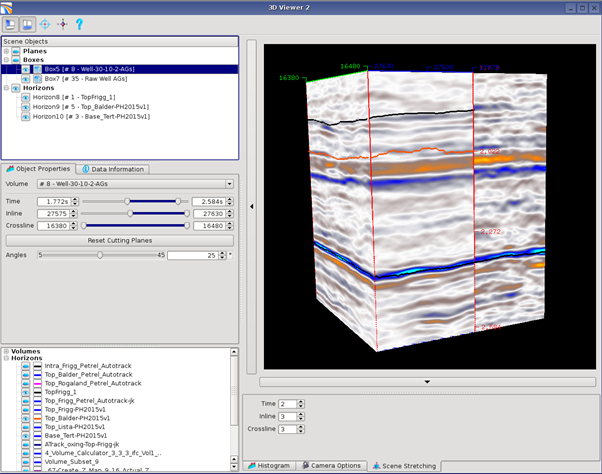 3D Viewer 2
Scene Objects
Planes
Boxes
Box5 [# 8 - Well-30-10-2-AGs]
Box7 [# 35 - Raw Well AGs]
Horizons
Horizon8 [# 1 - TopFrigg_1]
Horizon9 [# 5 - Top_Balder-PH2015v1]
Horizon10 [# 3 - Base_Tert-PH2015v1]
Object Properties
Data Information
Volume
# 8 - Well-30-10-2-AGs
Time 1.772s 2.584s
Inline 27575 27630
Crossline 16380 16480
Reset Cutting Planes
Angles 5 45 25 °
Volumes
Horizons
Intra_Frigg_Petrel_Autotrack
Top_Balder_Petrel_Autotrack
Top_Rogaland_Petrel_Autotrack
TopFrigg_1
Top_Frigg_Petrel_Autotrack-jk
Top_Frigg-PH2015v1
Top_Balder-PH2015v1
Top_Lista-PH2015v1
Base_Tert-PH2015v1
ATrack_oxing-Top-Frigg-jk
4_Volume_Calculator_3_3_3_ifc_Vol1_..
Volume_Subset_9
16480
16380
2.272
Time 2
Inline 3
Crossline 3
Histogram
Camera Options
Scene Stretching